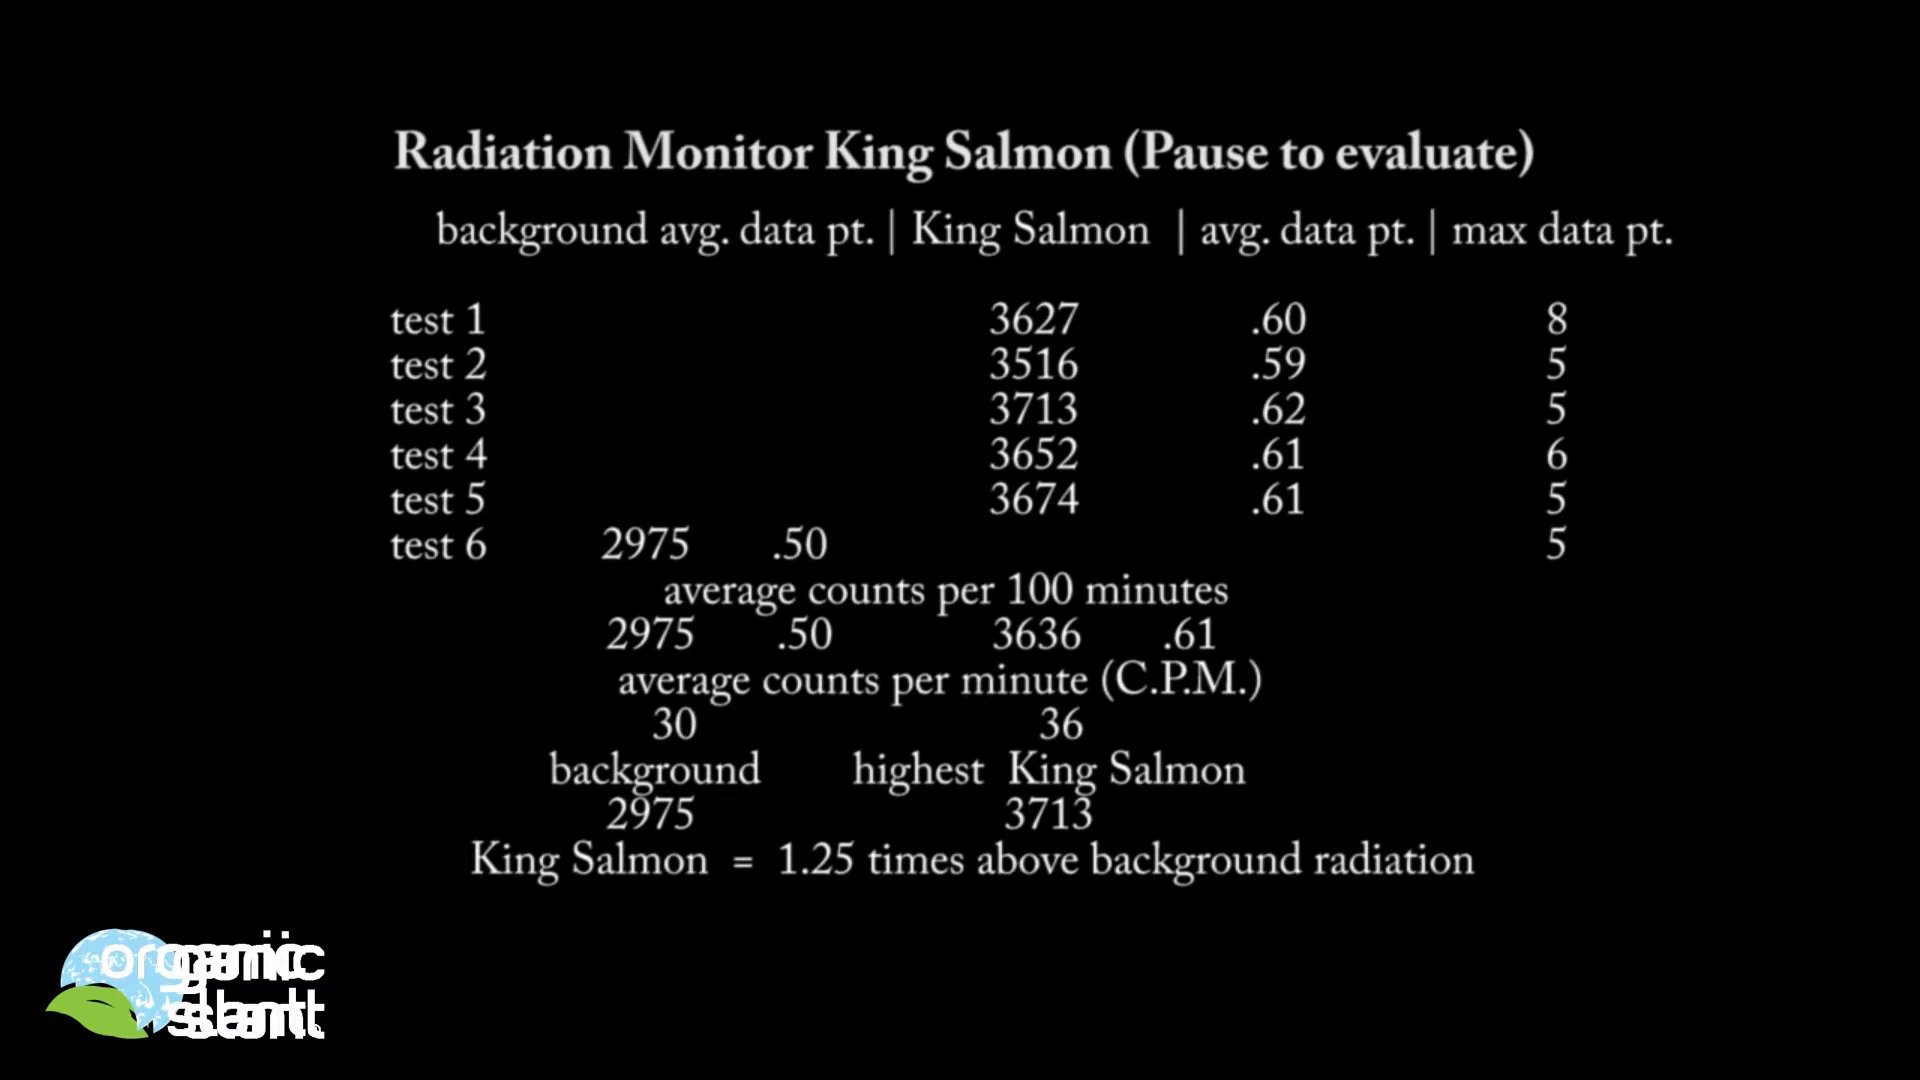 Radiation Monitor King Salmon (Pause to evaluate)
background avg. data pt. | King Salmon | avg. data pt. | max data pt.
test 1 3627 .60 8
test 2 3516 .59 5
test 3 3713 .62 5
test 4 3652 .61 6
test 5 3674 .61 5
test 6 2975 .50 5
average counts per 100 minutes
2975 .50 3636 .61
average counts per minute (C.P.M.)
30 36
background highest King Salmon
2975 3713
King Salmon = 1.25 times above background radiation
organic
slant